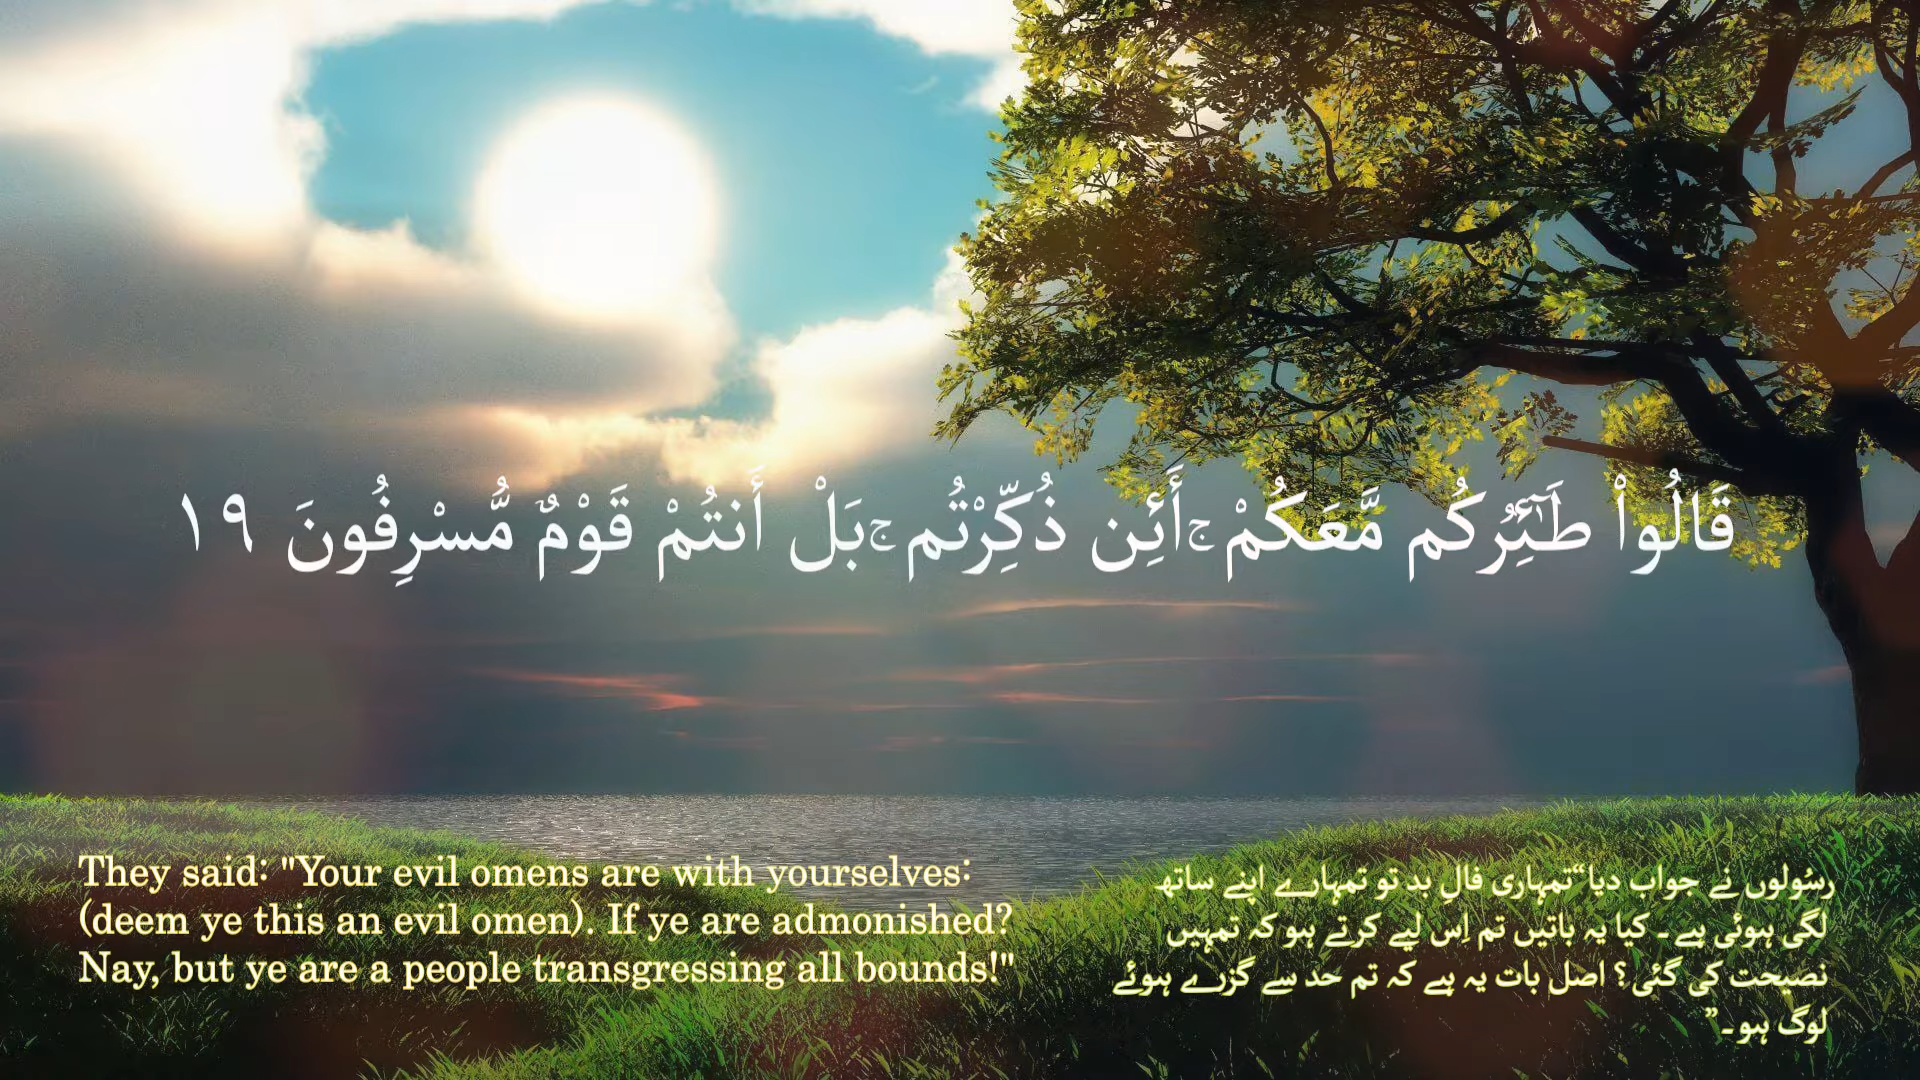 قَالُوا۟ طَـٰٓئِرُكُم مَّعَكُمْ ۚ أَئِن ذُكِّرْتُم ۚ بَلْ أَنتُمْ قَوْمٌ مُّسْرِفُونَ ١٩
They said: "Your evil omens are with yourselves:
(deem ye this an evil omen). If ye are admonished?
Nay, but ye are a people transgressing all bounds!"
رسُولوں نے جواب دیا“تمہاری فالِ بد تو تمہارے اپنے ساتھ
لگی ہوئی ہے ۔ کیا یہ باتیں تم اِس لیے کرتے ہو کہ تمہیں
نصیحت کی گئی؟ اصل بات یہ ہے کہ تم حد سے گزرے ہوئے
لوگ ہو ۔”